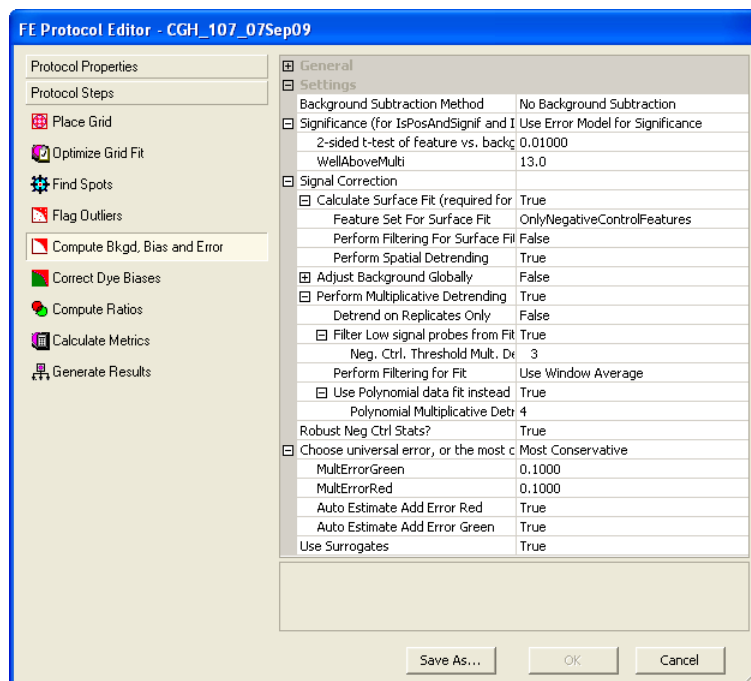 FE Protocol Editor - CGH_107_07Sep09
Protocol Properties
Protocol Steps
Place Grid
Optimize Grid Fit
Find Spots
Flag Outliers
Compute Bkgd, Bias and Error
Correct Dye Biases
Compute Ratios
Calculate Metrics
Generate Results
General
Settings
Background Subtraction Method No Background Subtraction
Significance (for IsPosAndSignif and I Use Error Model for Significance
2-sided t-test of feature vs. backg 0.01000
WellAboveMulti 13.0
Signal Correction
Calculate Surface Fit (required for True
Feature Set For Surface Fit OnlyNegativeControlFeatures
Perform Filtering For Surface Fit False
Perform Spatial Detrending True
Adjust Background Globally False
Perform Multiplicative Detrending True
Detrend on Replicates Only False
Filter Low signal probes from Fit True
Neg. Ctrl. Threshold Mult. De 3
Perform Filtering for Fit Use Window Average
Use Polynomial data fit instead True
Polynomial Multiplicative Detr 4
Robust Neg Ctrl Stats? True
Choose universal error, or the most c Most Conservative
MultErrorGreen 0.1000
MultErrorRed 0.1000
Auto Estimate Add Error Red True
Auto Estimate Add Error Green True
Use Surrogates True
Save As... OK Cancel